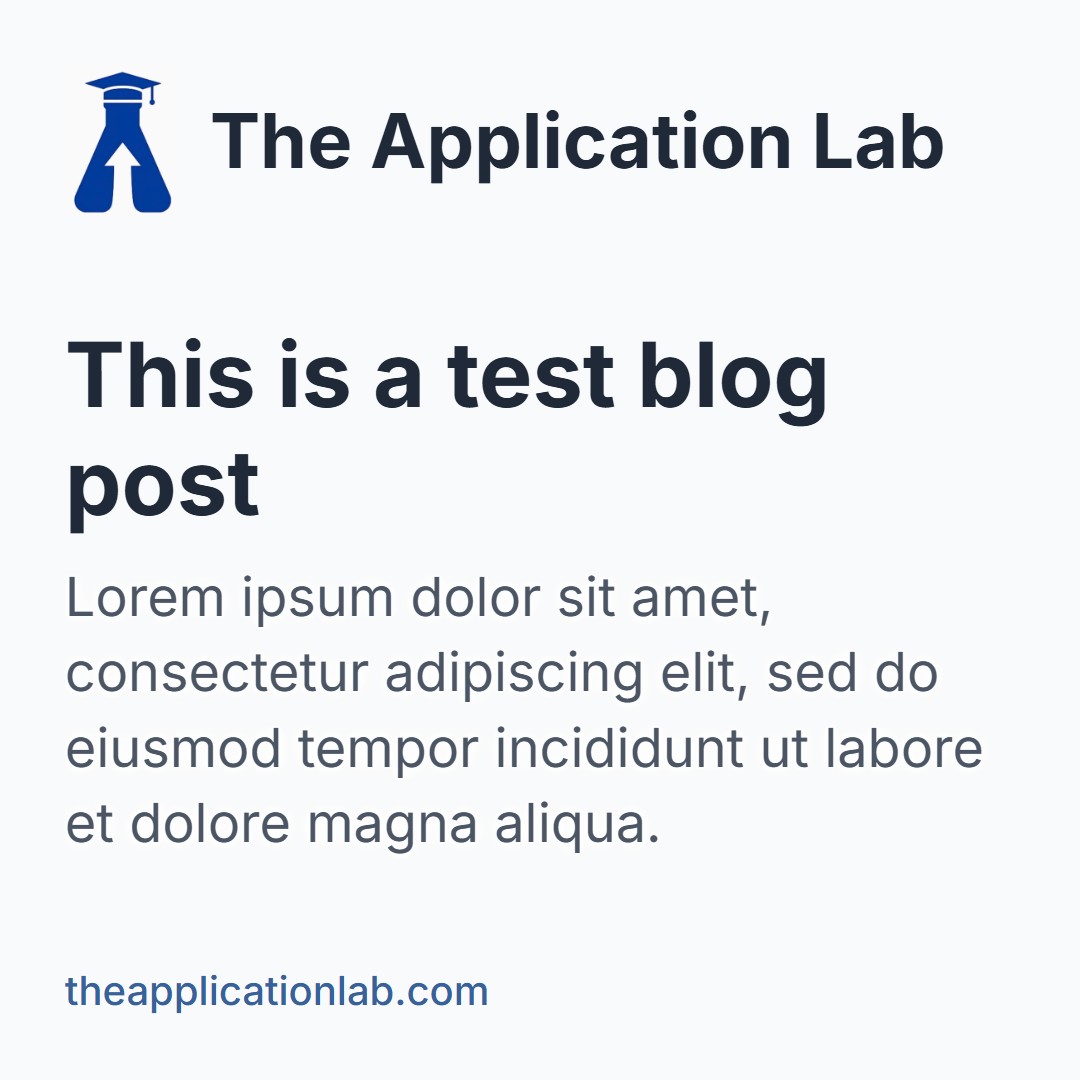 The Application Lab
This is a test blog
post
Lorem ipsum dolor sit amet,
consectetur adipiscing elit, sed do
eiusmod tempor incididunt ut labore
et dolore magna aliqua.
theapplicationlab.com